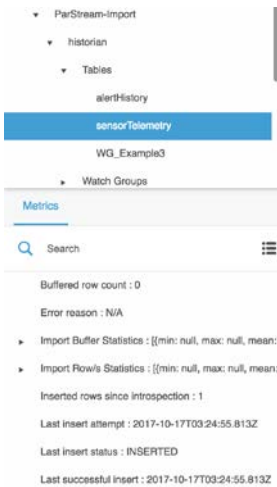 ParStream-Import
historian
Tables
alertHistory
sensorTelemetry
WG_Example3
Watch Groups
Metrics
Search
Buffered row count : 0
Error reason : N/A
Import Buffer Statistics : [{min: null, max: null, mean:
Import Row/s Statistics : [{min: null, max: null, mean:
Inserted rows since introspection : 1
Last insert attempt : 2017-10-17T03:24:55.813Z
Last insert status : INSERTED
Last successful insert : 2017-10-17T03:24:55.813Z